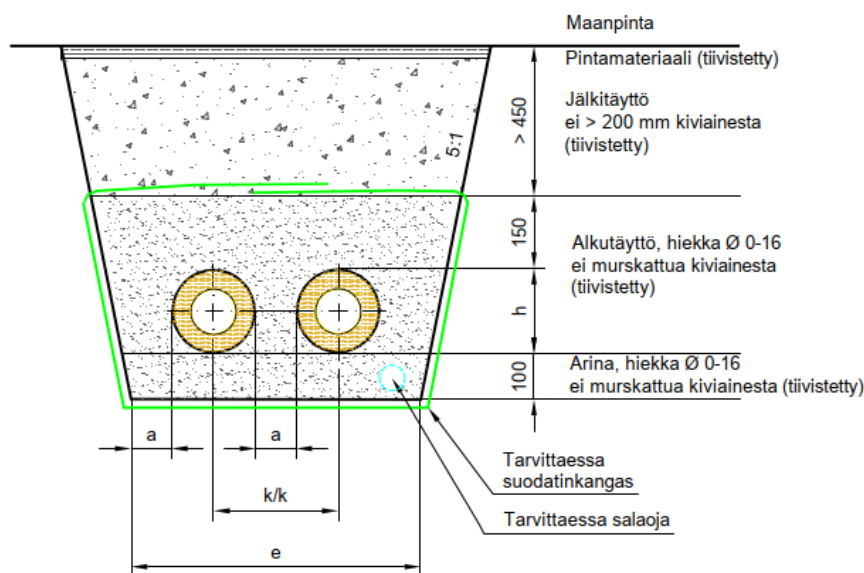 Maanpinta
Pintamateriaali (tiivistetty)
Jälkitäyttö
ei > 200 mm kiviainesta
(tiivistetty)
> 450
5:1
150
Alkutäyttö, hiekka Ø 0-16
ei murskattua kiviainesta
(tiivistetty)
h
Arina, hiekka Ø 0-16
ei murskattua kiviainesta (tiivistetty)
100
a
a
k/k
e
Tarvittaessa
suodatinkangas
Tarvittaessa salaoja